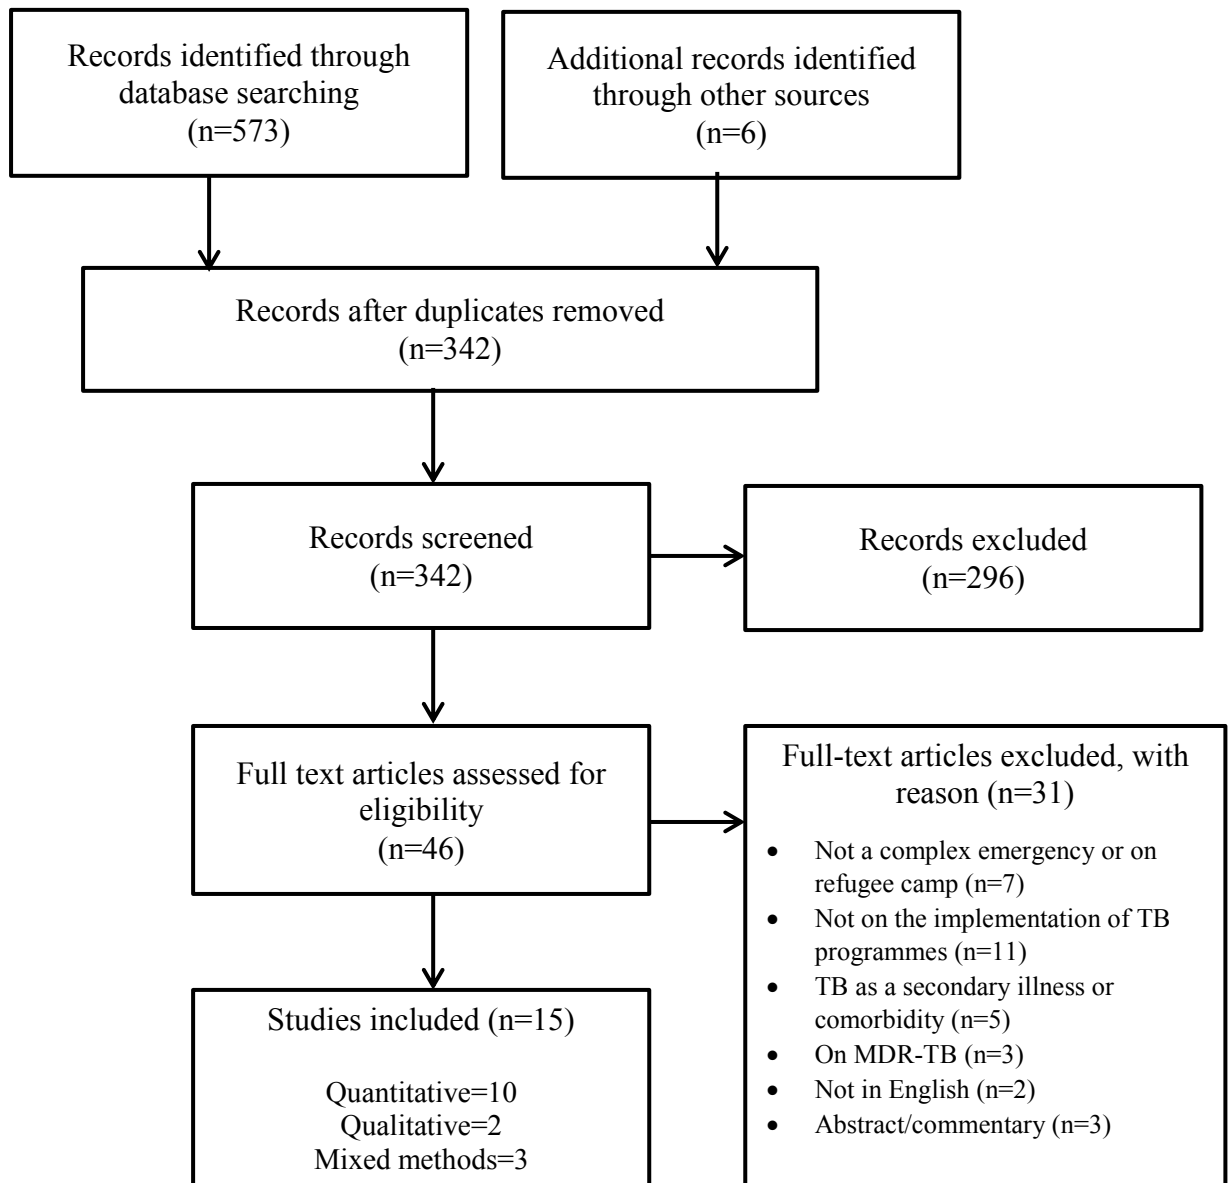 Records identified through
database searching
(n=573)
Additional records identified
through other sources
(n=6)
Records after duplicates removed
(n=342)
Records screened
(n=342)
Records excluded
(n=296)
Full text articles assessed for
eligibility
(n=46)
Full-text articles excluded, with
reason (n=31)
• Not a complex emergency or on
refugee camp (n=7)
• Not on the implementation of TB
programmes (n=11)
• TB as a secondary illness or
comorbidity (n=5)
• On MDR-TB (n=3)
• Not in English (n=2)
• Abstract/commentary (n=3)
Studies included (n=15)
Quantitative=10
Qualitative=2
Mixed methods=3